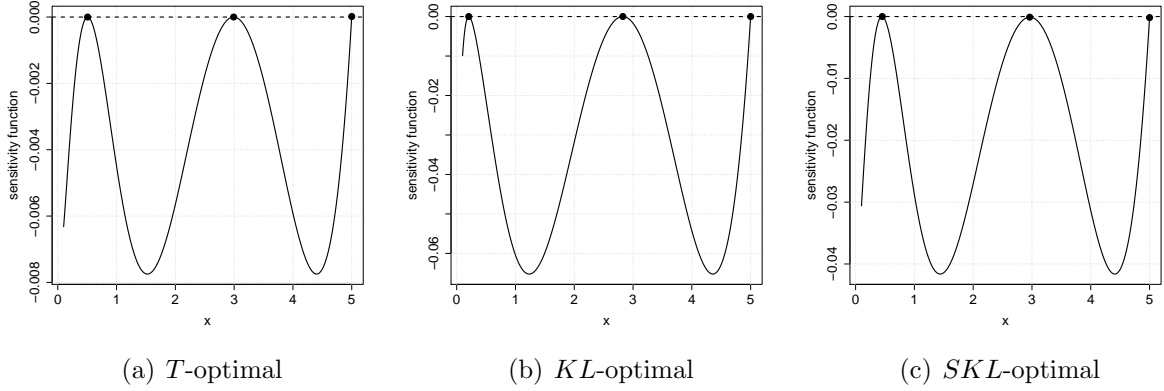 sensitivity function
0.00
−0.002
−0.004
−0.006
−0.008
0 1 2 3 4 5
x
(a) T-optimal
sensitivity function
0.00
−0.02
−0.04
−0.06
0 1 2 3 4 5
x
(b) KL-optimal
sensitivity function
0.00
−0.01
−0.02
−0.03
−0.04
0 1 2 3 4 5
x
(c) SKL-optimal